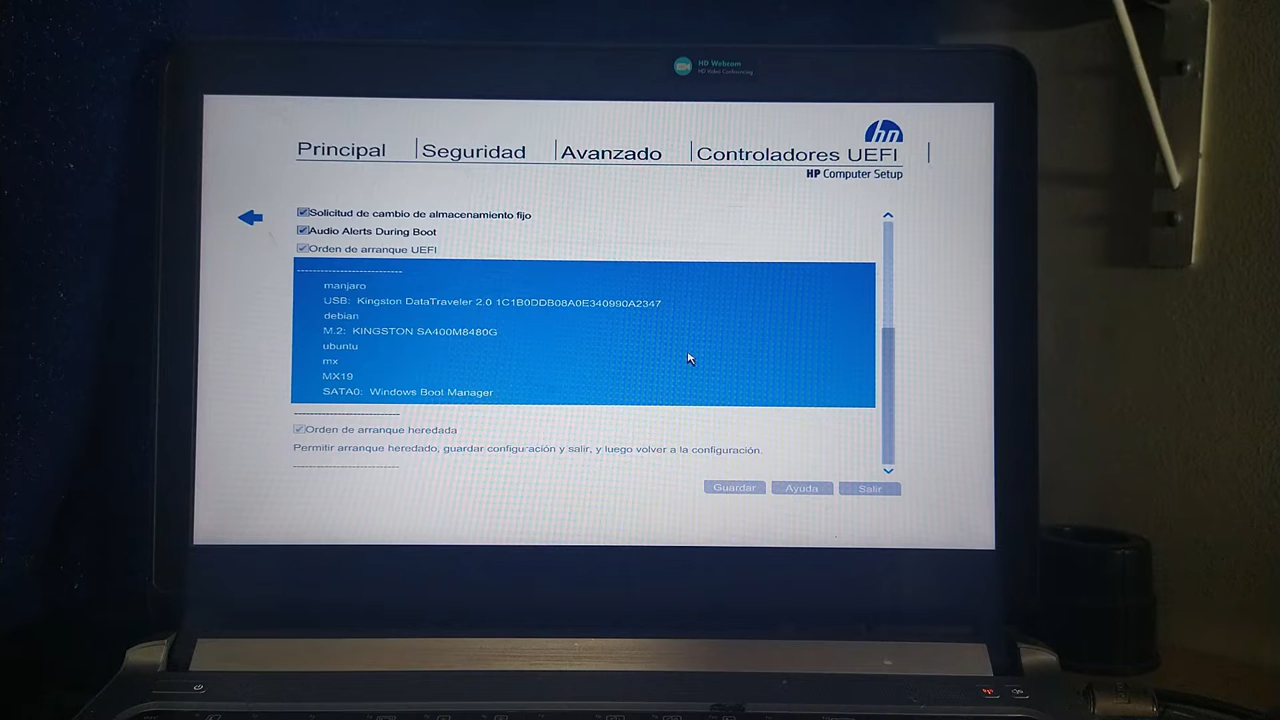 HD Webcam
HD Video Conferencing
hp
Principal
Seguridad
Avanzado
Controladores UEFI
HP Computer Setup
Solicitud de cambio de almacenamiento fijo
Audio Alerts During Boot
Orden de arranque UEFI
---------------------------
manjaro
USB: Kingston DataTraveler 2.0 1C1B0DDB08A0E340990A2347
debian
M.2: KINGSTON SA400M8480G
ubuntu
mx
MX19
SATA0: Windows Boot Manager
---------------------------
Orden de arranque heredada
Permitir arranque heredado, guardar configuración y salir, y luego volver a la configuración.
---------------------------
Guardar
Ayuda
Salir